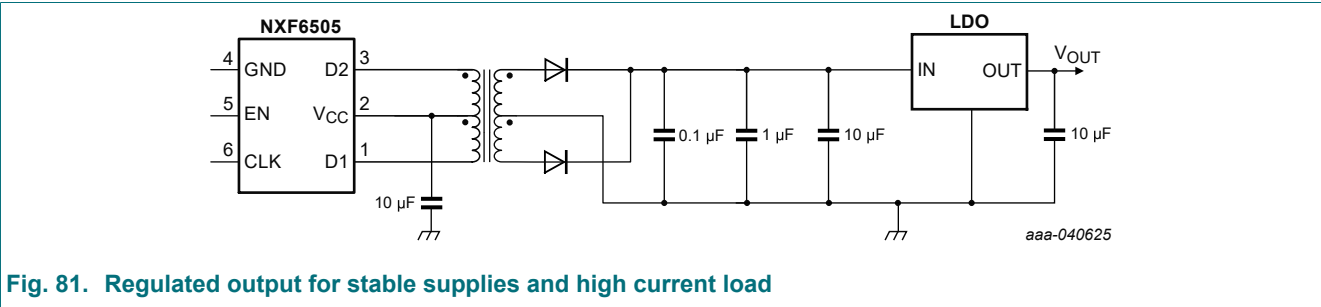 NXF6505
LDO
4 GND D2 3
5 EN VCC 2
6 CLK D1 1
10 µF
0.1 µF
1 µF
10 µF
IN OUT
VOUT
10 µF
aaa-040625
Fig. 81. Regulated output for stable supplies and high current load